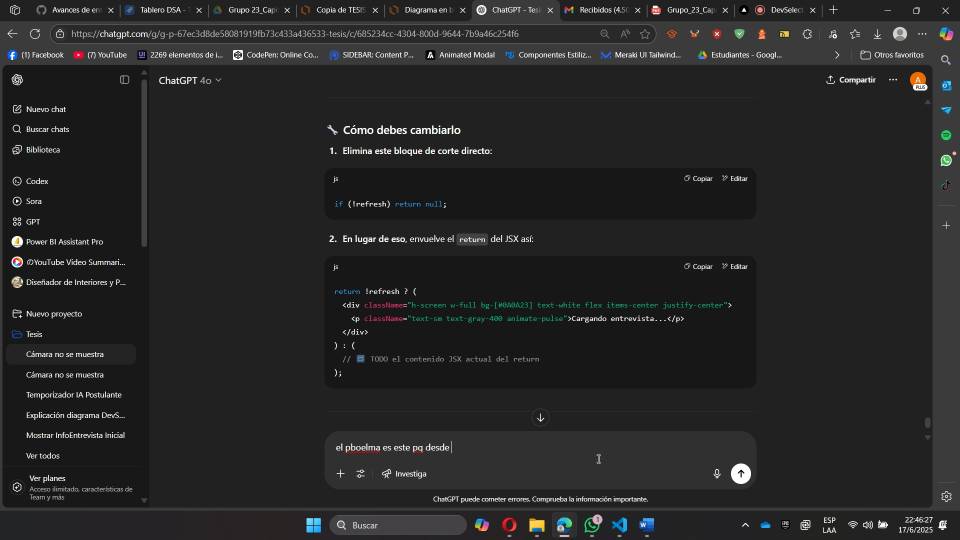 Avances de en
Tablero DSA - T
Grupo 23_Cap
Copia de TESIS
Diagrama en b
ChatGPT - Tesi
Recibidos (4.50
Grupo_23_Cap
DevSelect
https://chatgpt.com/g/g-p-67ec3d8de58081919fb73c433a436533-tesis/c/685234cc-4304-800d-9644-7b9a46c254f6
(1) Facebook
(7) YouTube
2269 elementos de i...
CodePen: Online Co...
SIDEBAR: Content P...
Animated Modal
Componentes Estiliz...
Meraki UI Tailwind...
Estudiantes - Googl...
Otros favoritos
ChatGPT 4o
Compartir
PLUS
Nuevo chat
Buscar chats
Biblioteca
Codex
Sora
GPT
Power BI Assistant Pro
YouTube Video Summari...
Diseñador de Interiores y P...
Nuevo proyecto
Tesis
Cámara no se muestra
Cámara no se muestra
Temporizador IA Postulante
Explicación diagrama DevS...
Mostrar InfoEntrevista Inicial
Ver todos
Ver planes
Acceso ilimitado, características de
Team y más
Cómo debes cambiarlo
1. Elimina este bloque de corte directo:
js
Copiar
Editar
if (!refresh) return null;
2. En lugar de eso, envuelve el return del JSX así:
js
Copiar
Editar
return !refresh ? (
<div className="h-screen w-full bg-[#0A0A23] text-white flex items-center justify-center">
<p className="text-sm text-gray-400 animate-pulse">Cargando entrevista...</p>
</div>
) : (
// TODO el contenido JSX actual del return
);
el pboelma es este pq desde
Investiga
ChatGPT puede cometer errores. Comprueba la información importante.
Buscar
1
ESP
LAA
22:46:27
17/6/2025